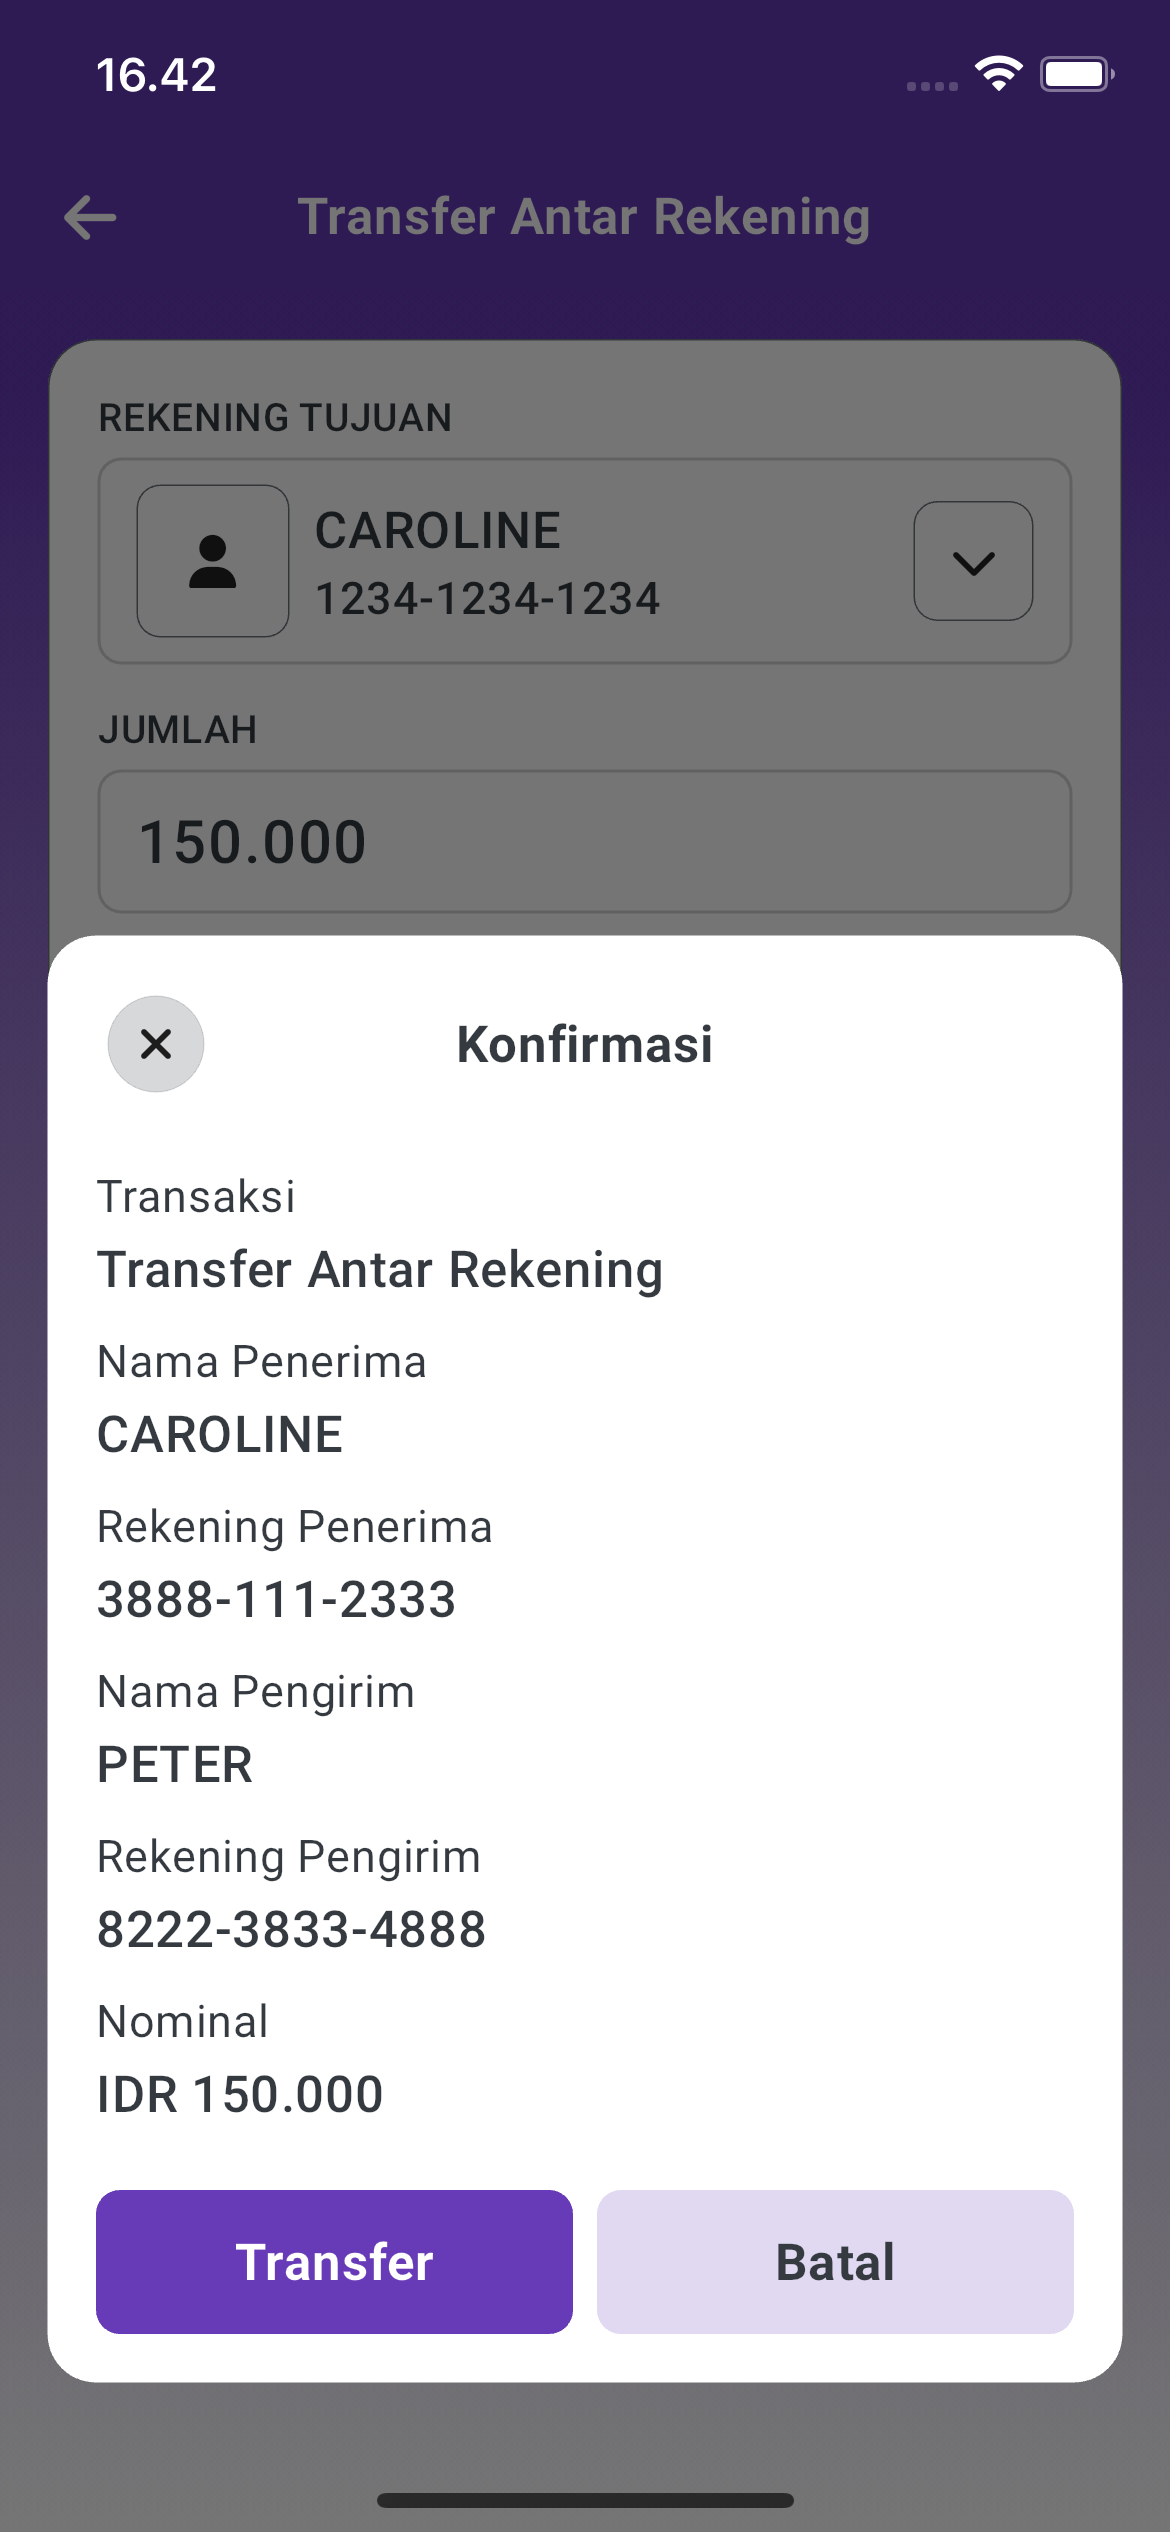 16.42
Transfer Antar Rekening
REKENING TUJUAN
CAROLINE
1234-1234-1234
JUMLAH
150.000
Konfirmasi
Transaksi
Transfer Antar Rekening
Nama Penerima
CAROLINE
Rekening Penerima
3888-111-2333
Nama Pengirim
PETER
Rekening Pengirim
8222-3833-4888
Nominal
IDR 150.000
Transfer
Batal